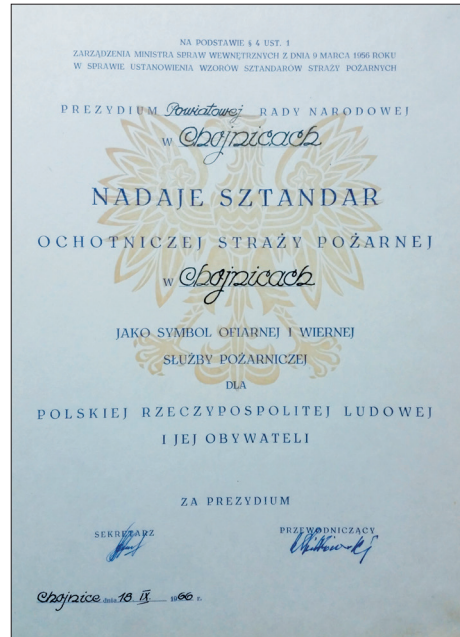 NA PODSTAWIE § 4 UST. 1
ZARZĄDZENIA MINISTRA SPRAW WEWNĘTRZNYCH Z DNIA 9 MARCA 1956 ROKU
W SPRAWIE USTANOWIENIA WZORÓW SZTANDARÓW STRAŻY POŻARNYCH
PREZYDIUM Powiatowej RADY NARODOWEJ
W Chojnicach
NADAJE SZTANDAR
OCHOTNICZEJ STRAŻY POŻARNEJ
W Chojnicach
JAKO SYMBOL OFIARNEJ I WIERNEJ
SŁUŻBY POŻARNICZEJ
DLA
POLSKIEJ RZECZYPOSPOLITEJ LUDOWEJ
I JEJ OBYWATELI
ZA PREZYDIUM
SEKRETARZ PRZEWODNICZĄCY
Chojnice dnia 18 IX 1966 r.